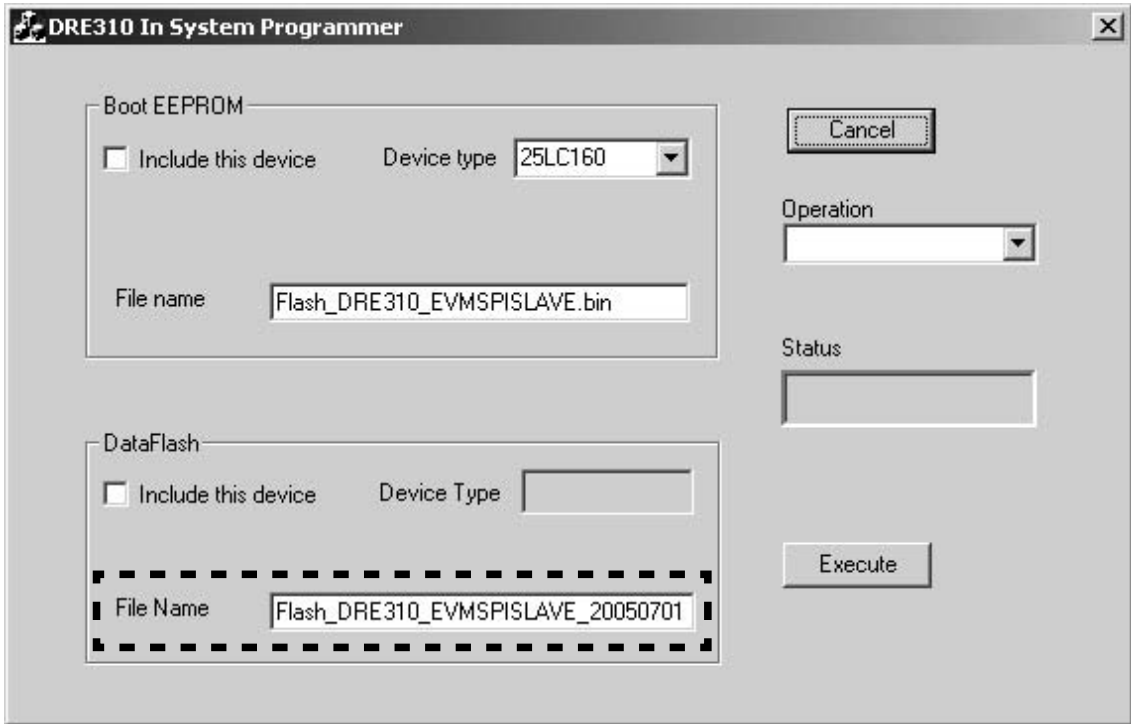 DRE310 In System Programmer
Boot EEPROM
Include this device
Device type
25LC160
File name
Flash_DRE310_EVMSPISLAVE.bin
DataFlash
Include this device
Device Type
File Name
Flash_DRE310_EVMSPISLAVE_20050701
Cancel
Operation
Status
Execute